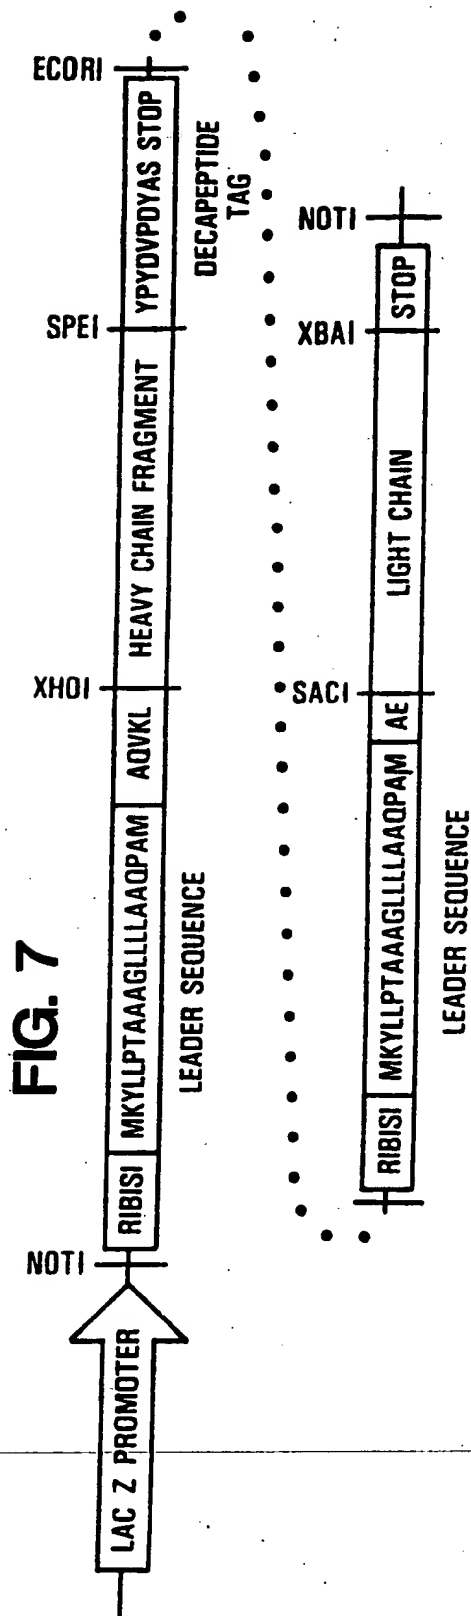 FIG. 7
LAC Z PROMOTER
NOTI
RIBISI
MKYLLPTAAAGLLLLAAQPAM
LEADER SEQUENCE
AQVKL
XHOI
HEAVY CHAIN FRAGMENT
SPEI
YPYDVPDYAS STOP
DECAPEPTIDE
TAG
ECORI
RIBISI
MKYLLPTAAAGLLLLAAQPAM
LEADER SEQUENCE
AE
SACI
LIGHT CHAIN
XBAI
STOP
NOTI